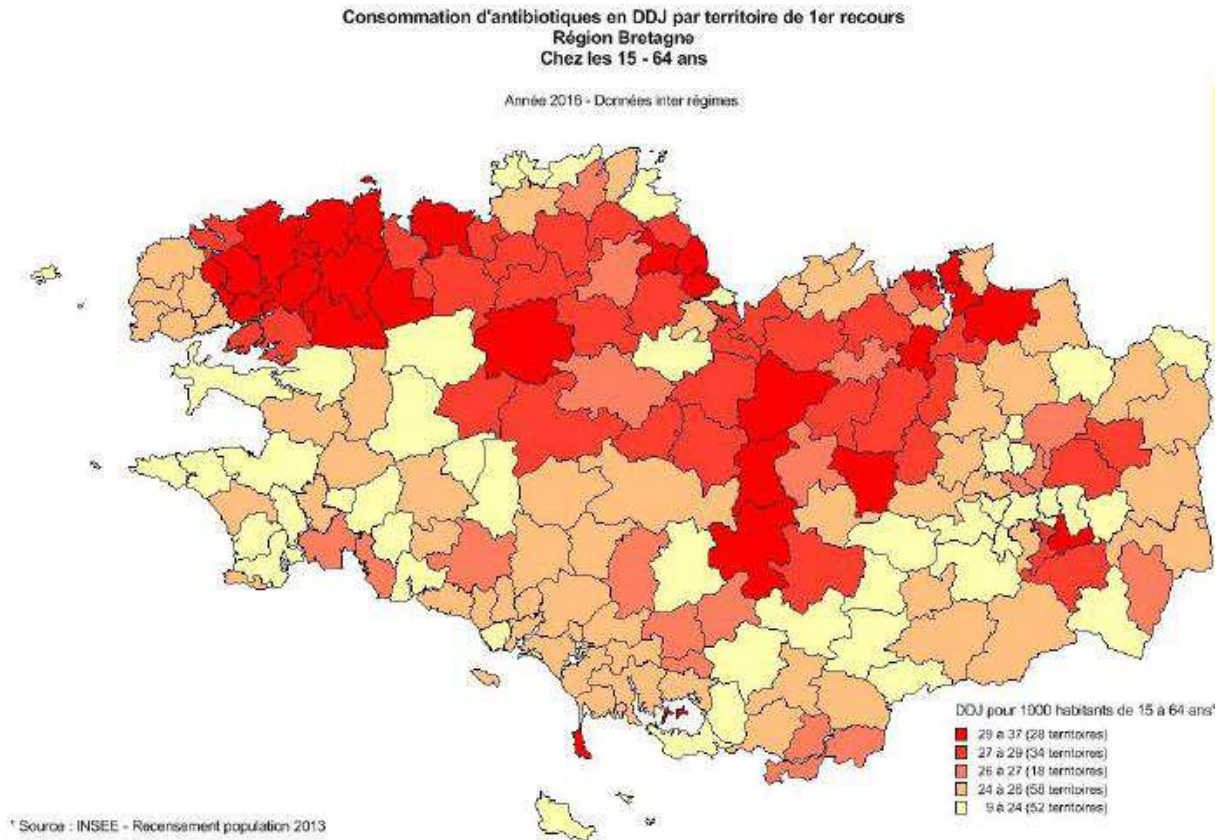 Consommation d'antibiotiques en DDJ par territoire de 1er recours
Région Bretagne
Chez les 15 - 64 ans
Année 2016 - Données inter régimes
DDJ pour 1000 habitants de 15 à 64 ans*
29 à 37 (28 territoires)
27 à 29 (34 territoires)
26 à 27 (18 territoires)
24 à 26 (58 territoires)
9 à 24 (52 territoires)
* Source : INSEE - Recensement population 2013